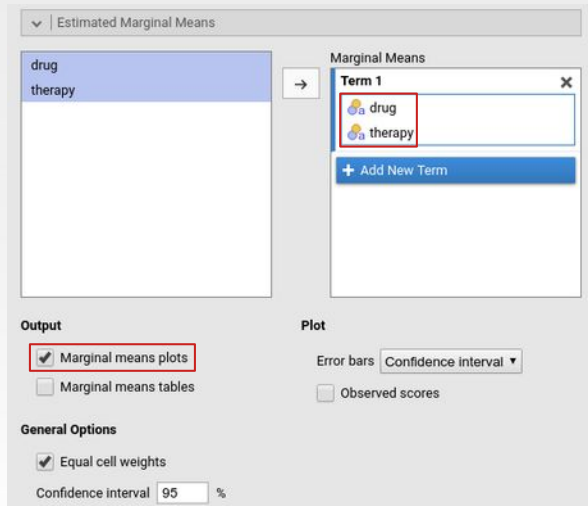 Estimated Marginal Means
drug
therapy
→
Marginal Means
Term 1
a drug
a therapy
+ Add New Term
Output
Marginal means plots
Marginal means tables
Plot
Error bars Confidence interval
Observed scores
General Options
Equal cell weights
Confidence interval 95 %